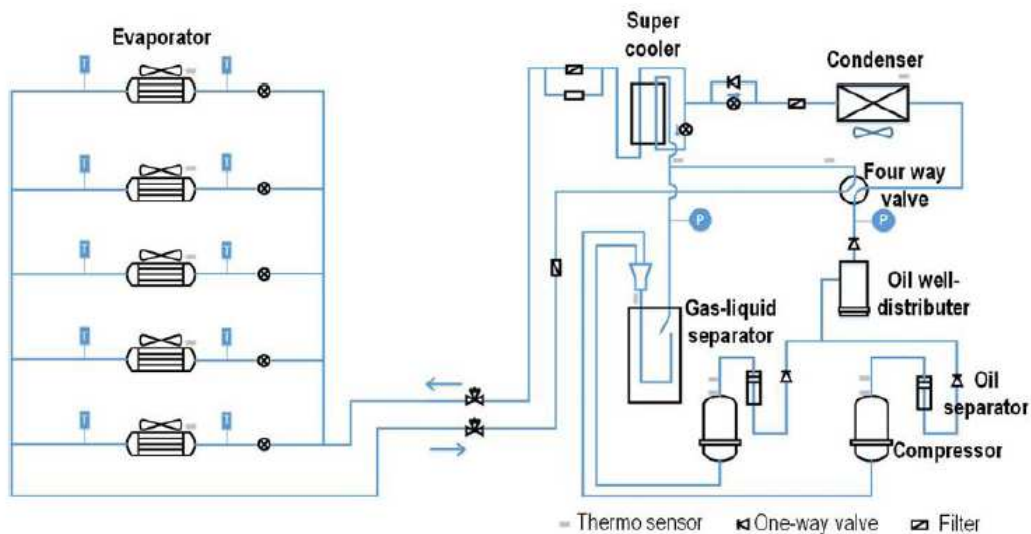 Evaporator
Super
cooler
Condenser
T
T
T
T
T
T
T
T
T
T
Four way
valve
P
P
Oil well-
distributer
Gas-liquid
separator
Oil
separator
Compressor
Thermo sensor
One-way valve
Filter